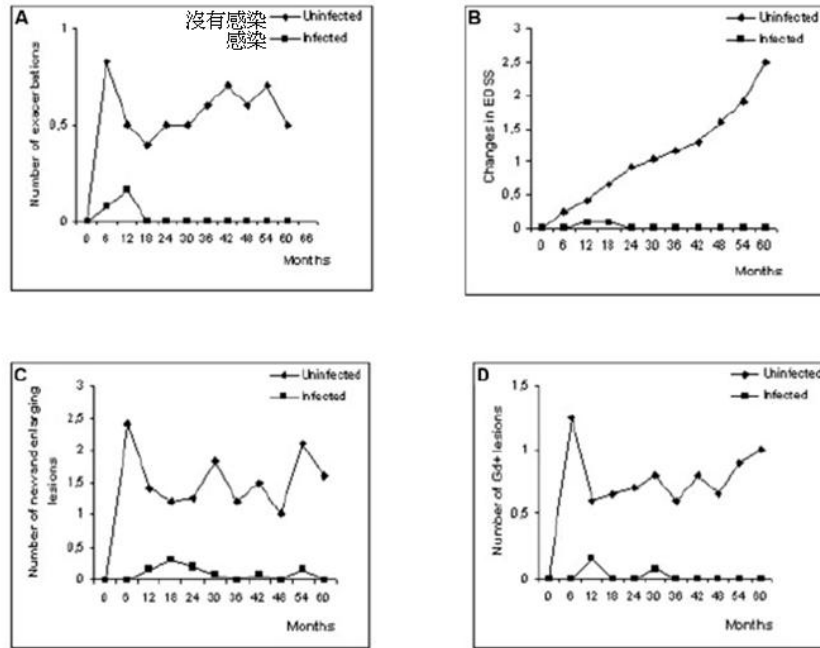 A
沒有感染 Uninfected
感染 Infected
Number of exacerbations
1
0,5
0
0 6 12 18 24 30 36 42 48 54 60 66
Months
B
Uninfected
Infected
Changes in EDSS
3
2,5
2
1,5
1
0,5
0
0 6 12 18 24 30 36 42 48 54 60
Months
C
Uninfected
Infected
Number of newandenlarging
lesions
3
2,5
2
1,5
1
0,5
0
0 6 12 18 24 30 36 42 48 54 60
Months
D
Uninfected
Infected
Number of Gd+ lesions
1,5
1
0,5
0
0 6 12 18 24 30 36 42 48 54 60
Months